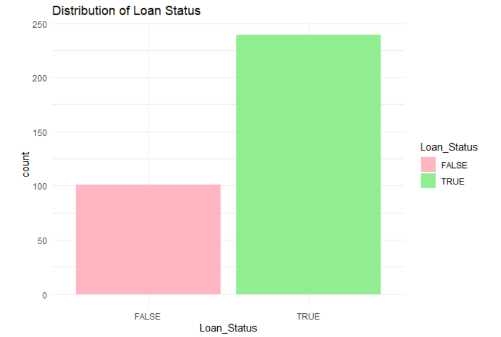 Distribution of Loan Status
250
200
150
100
50
0
count
FALSE
TRUE
Loan_Status
Loan_Status
FALSE
TRUE